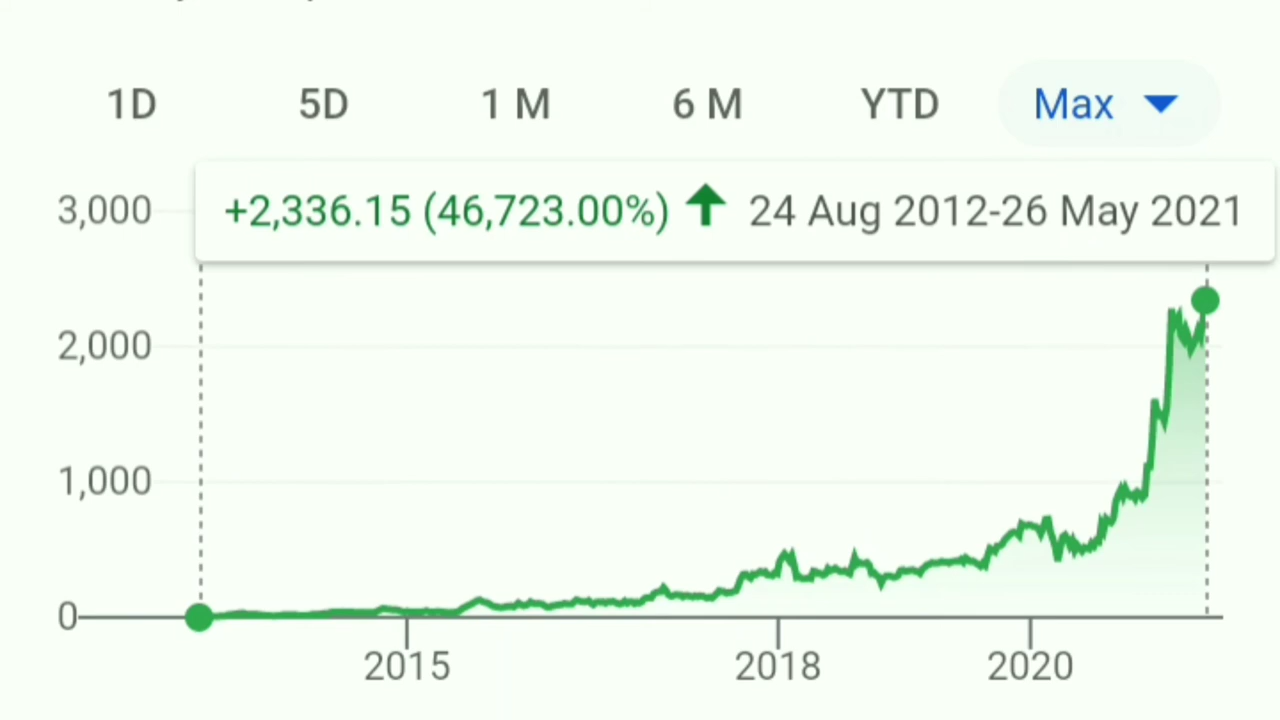 1D 5D 1 M 6 M YTD Max
3,000 +2,336.15 (46,723.00%) 24 Aug 2012-26 May 2021
2,000
1,000
0
2015 2018 2020